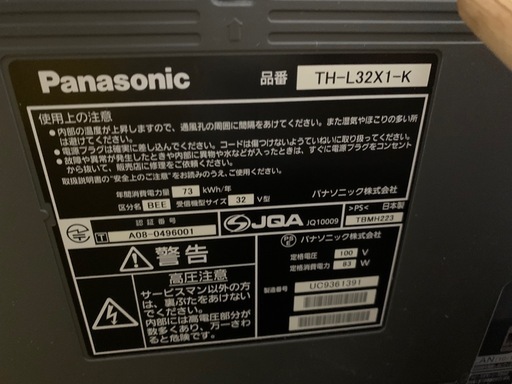 Panasonic
品番 TH-L32X1-K
使用上の注意
●内部の温度が上昇しますので、通風孔の周囲に間隔をあけてください。また湿気やほこりの多い所
は避けてください。
●電源プラグは確実に差し込んでください。コードは傷つけないようていねいに取り扱ってください。
●故障や異常が発生したときや内部に異物や水などが入ったときは、すぐに電源プラグをコンセント
から抜いて、販売店に修理をご依頼ください。
取扱説明書の“安全上のご注意”をお読みのうえ、ご使用ください。
年間消費電力量 73 kWh/年
区分名 BEE 受信機型サイズ 32 V型
パナソニック株式会社
<PS> 日本製
TBMH223
認証番号
T A08-0496001
JQA JQ10009
警告
高圧注意
サービスマン以外の方
は、裏ぶたをあけない
でください。
内部には高電圧部分が
数多くあり、万一さわ
ると危険です。
PS E パナソニック株式会社
定格電圧 100 V
定格消費電力 83 W
製造番号 UC9361391
AN